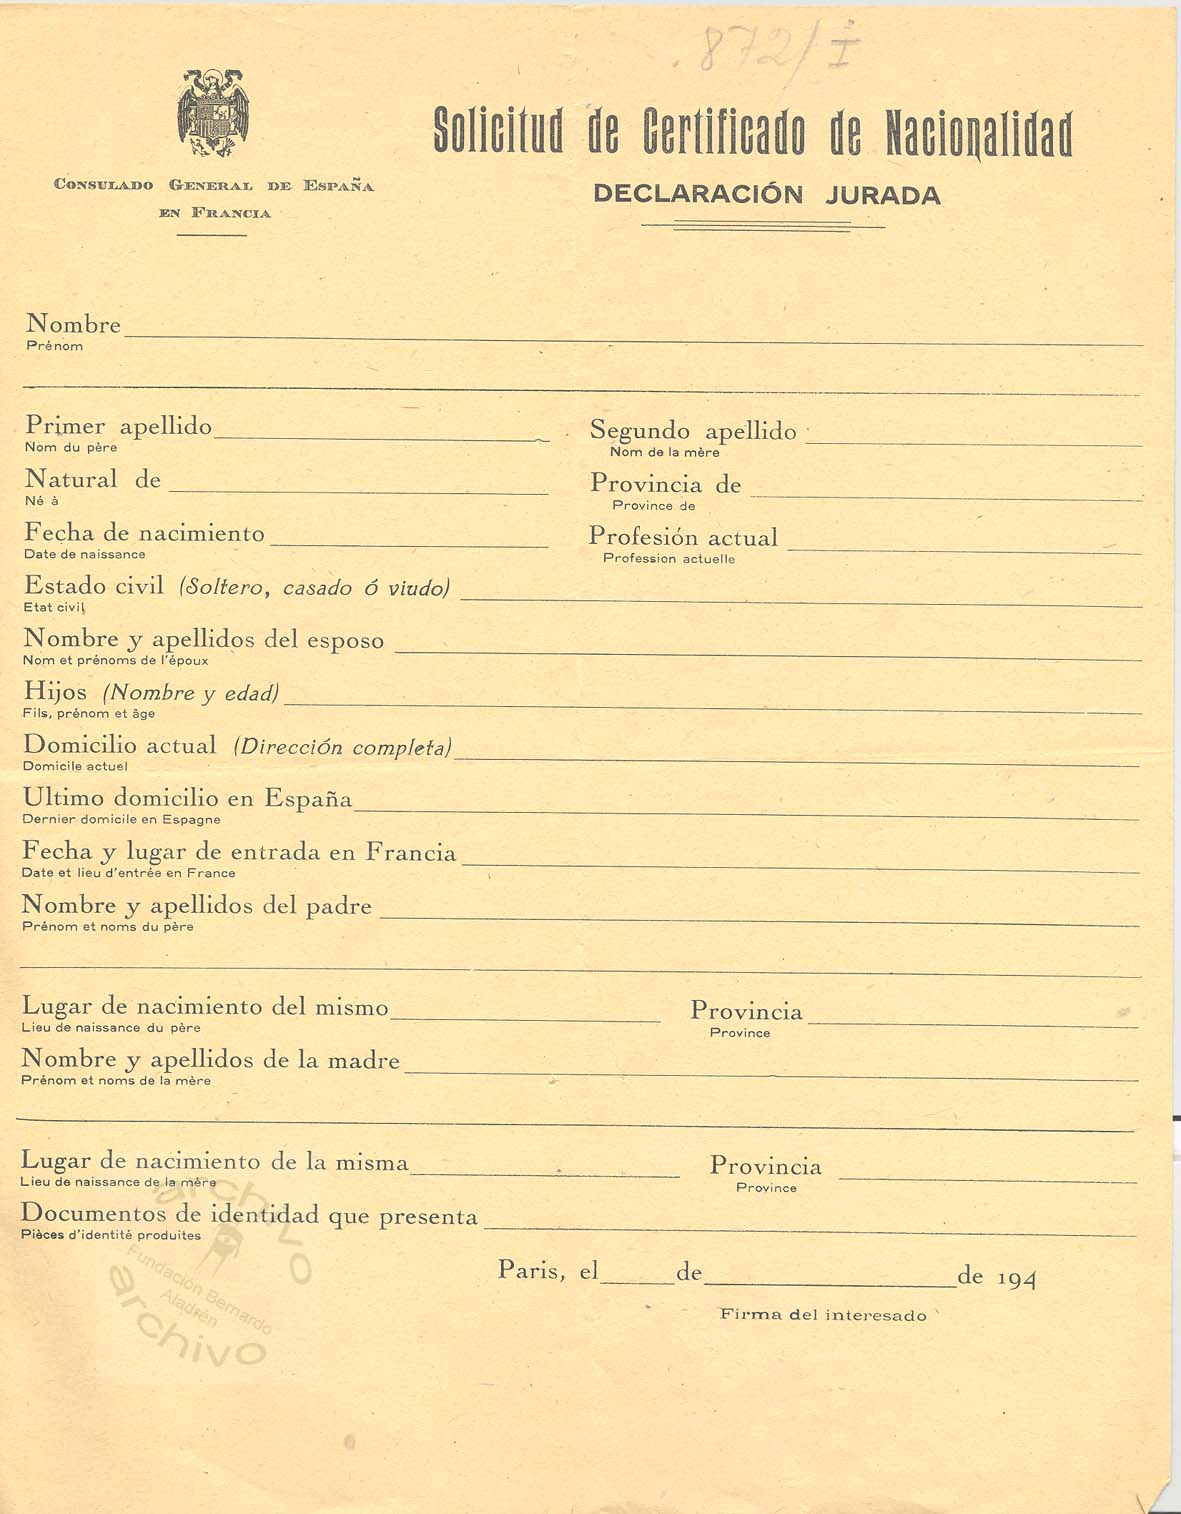 872/I
Solicitud de Certificado de Nacionalidad
DECLARACIÓN JURADA
CONSULADO GENERAL DE ESPAÑA
EN FRANCIA
Nombre
Prénom
Primer apellido
Nom du père
Segundo apellido
Nom de la mère
Natural de
Né à
Provincia de
Province de
Fecha de nacimiento
Date de naissance
Profesión actual
Profession actuelle
Estado civil (Soltero, casado ó viudo)
Etat civil
Nombre y apellidos del esposo
Nom et prénoms de l'époux
Hijos (Nombre y edad)
Fils, prénom et âge
Domicilio actual (Dirección completa)
Domicile actuel
Ultimo domicilio en España
Dernier domicile en Espagne
Fecha y lugar de entrada en Francia
Date et lieu d'entrée en France
Nombre y apellidos del padre
Prénom et noms du père
Lugar de nacimiento del mismo
Lieu de naissance du père
Provincia
Province
Nombre y apellidos de la madre
Prénom et noms de la mère
Lugar de nacimiento de la misma
Lieu de naissance de la mère
Provincia
Province
Documentos de identidad que presenta
Pièces d'identité produites
archivo
Fundación Bernardo
Aladrén
archivo
Paris, el de de 194
Firma del interesado